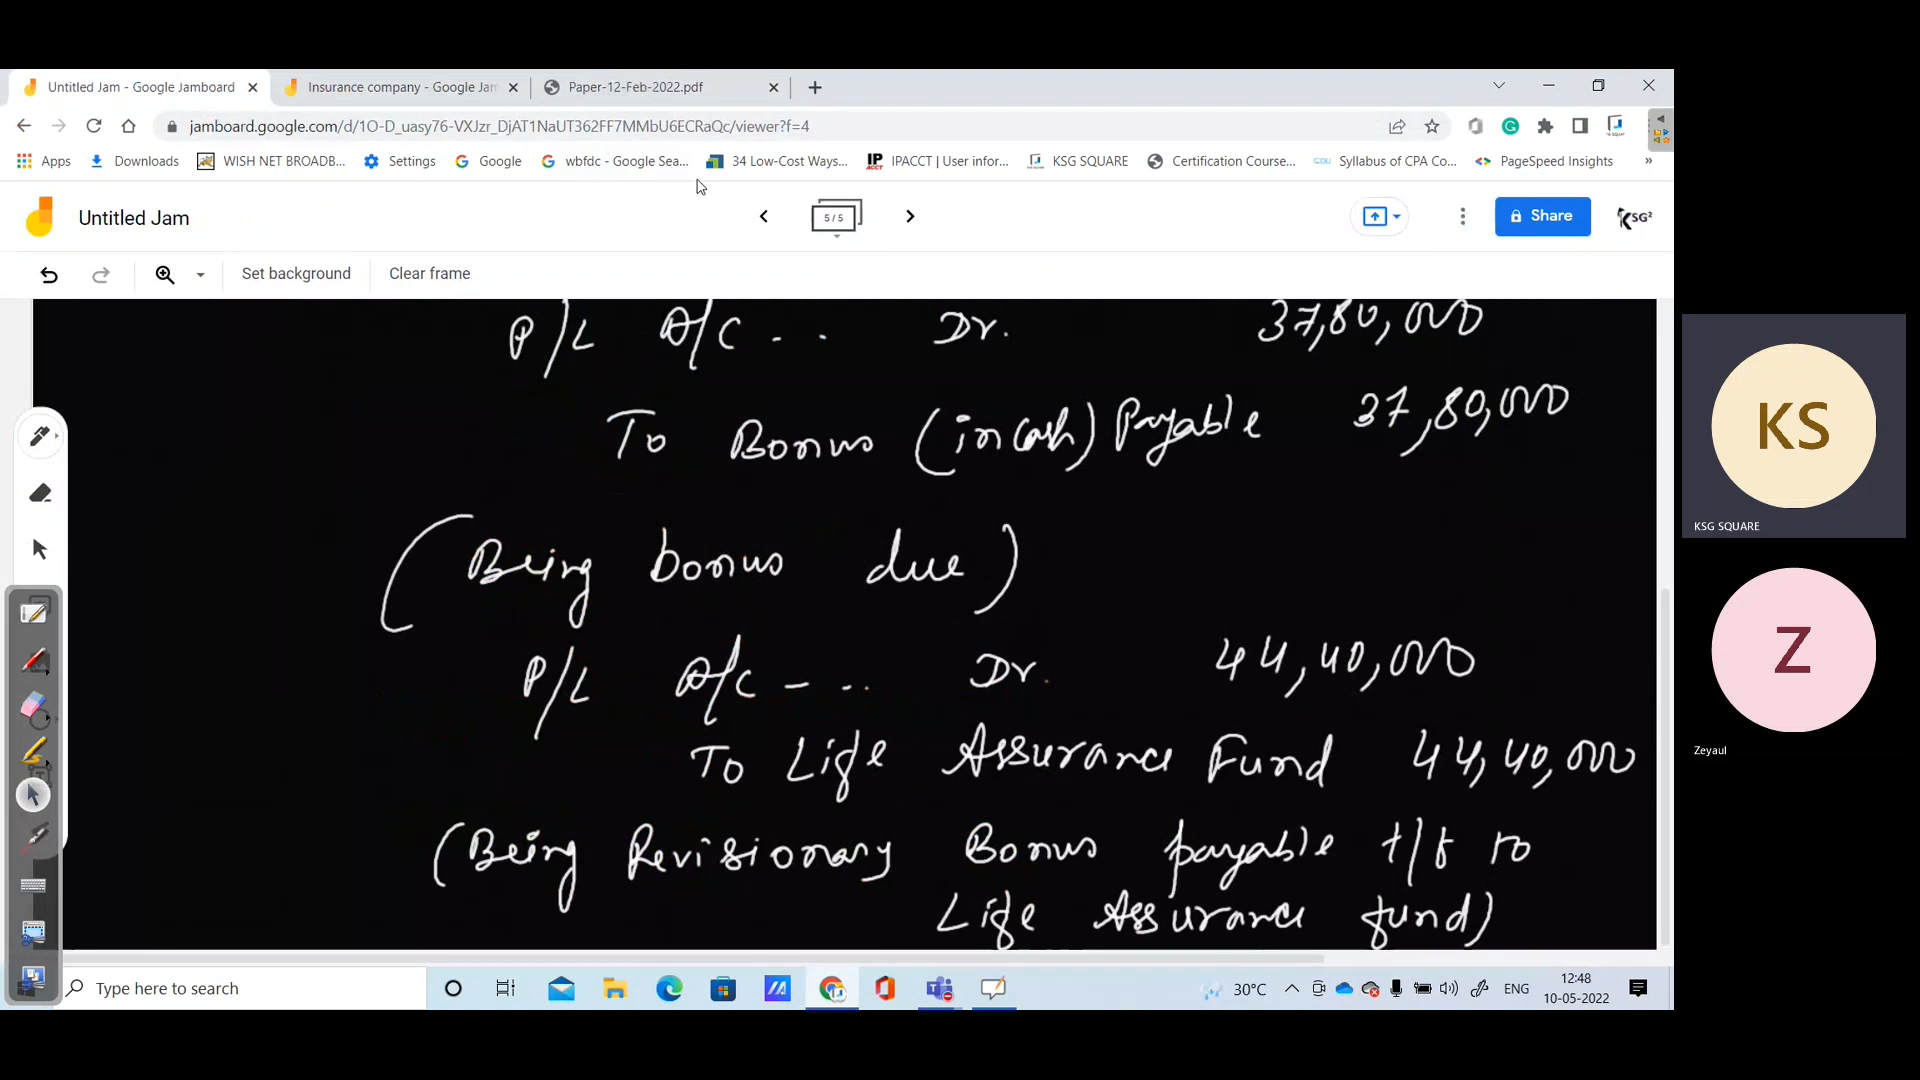 Untitled Jam - Google Jamboard
Insurance company - Google Jam
Paper-12-Feb-2022.pdf
jamboard.google.com/d/1O-D_uasy76-VXJzr_DjAT1NaUT362FF7MMbU6ECRaQc/viewer?f=4
Apps Downloads WISH NET BROADB... Settings Google wbfdc - Google Sea... 34 Low-Cost Ways... IPACCT | User infor... KSG SQUARE Certification Course... Syllabus of CPA Co... PageSpeed Insights »
Untitled Jam
5 / 5
Share
KSG²
Set background
Clear frame
P/L A/C .. Dr. 37,80,000
To Bonus (in Cash) Payable 37,80,000
(Being bonus due)
P/L A/C - .. Dr. 44,40,000
To Life Assurance Fund 44,40,000
(Being Revisionary Bonus payable t/f to
Life Assurance fund)
KS
KSG SQUARE
Z
Zeyaul
Type here to search
30°C
ENG
12:48
10-05-2022